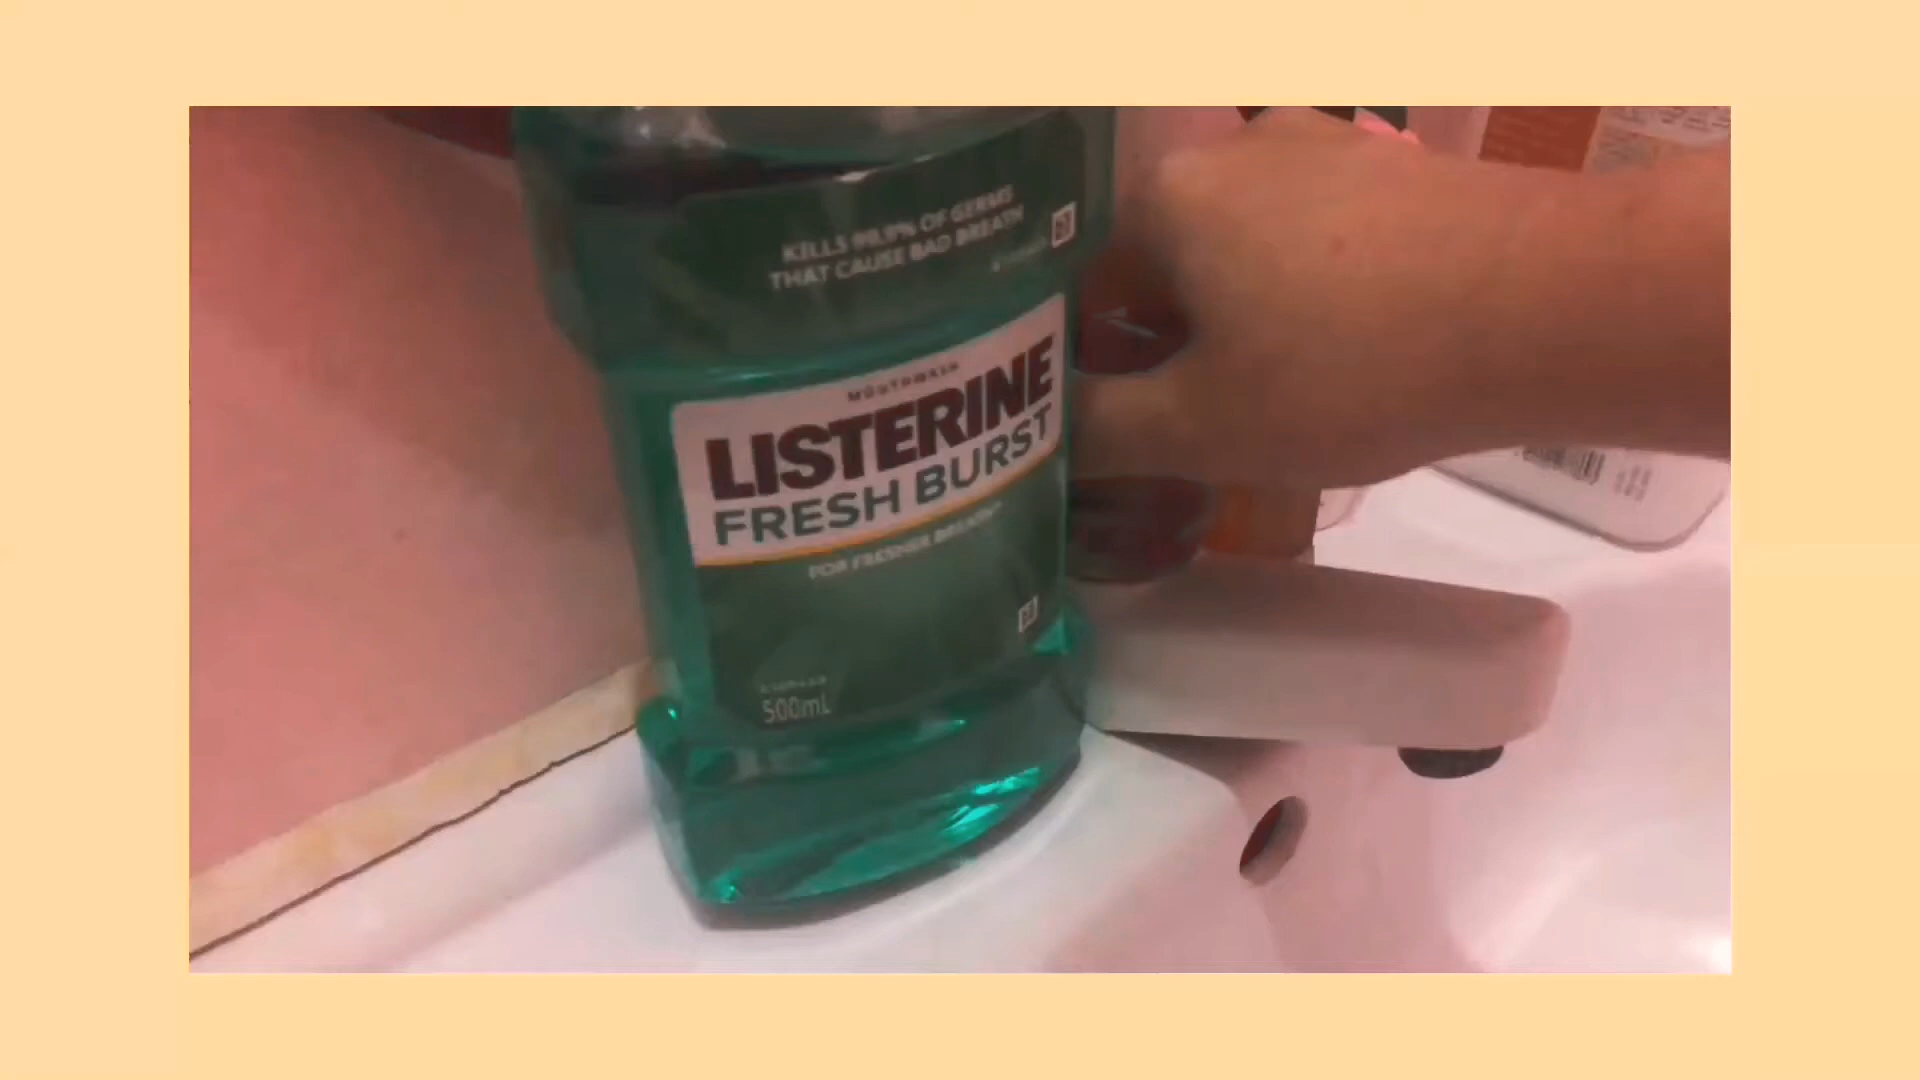 KILLS 99.9% OF GERMS
THAT CAUSE BAD BREATH
MOUTHWASH
LISTERINE
FRESH BURST
FOR FRESHER BREATH
500mL